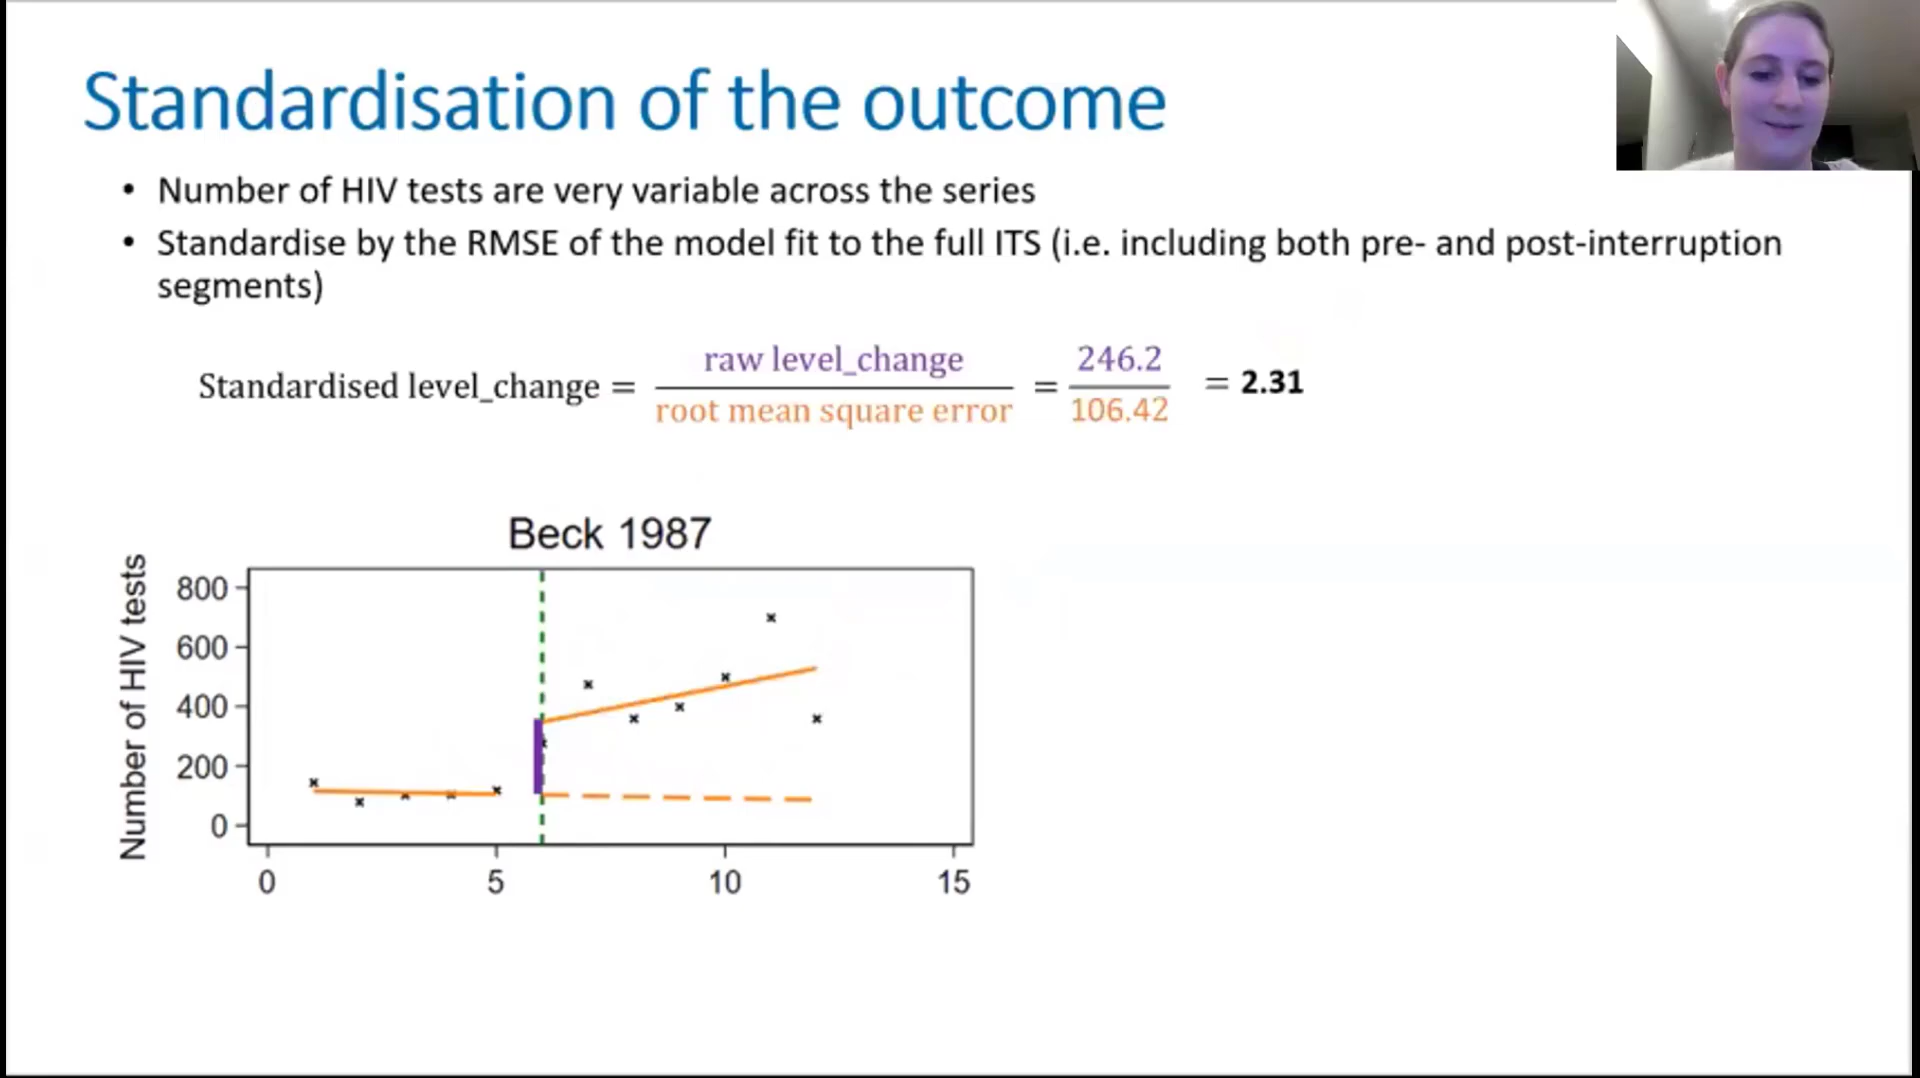 Standardisation of the outcome
• Number of HIV tests are very variable across the series
• Standardise by the RMSE of the model fit to the full ITS (i.e. including both pre- and post-interruption
segments)
Standardised level_change = raw level_change / root mean square error = 246.2 / 106.42 = 2.31
Beck 1987
Number of HIV tests
800
600
400
200
0
0 5 10 15